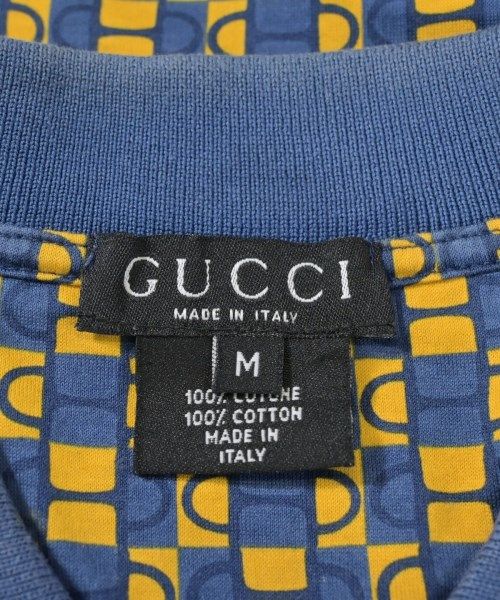 GUCCI
MADE IN ITALY
M
100% COTONE
100% COTTON
MADE IN
ITALY